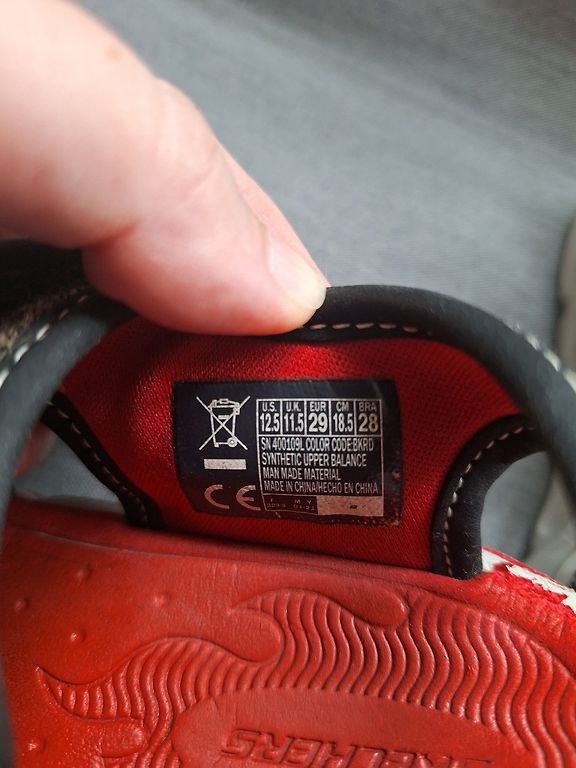 U.S. U.K. EUR CM BRA
12.5 11.5 29 18.5 28
SN 400109L COLOR CODE:BKRD
SYNTHETIC UPPER BALANCE
MAN MADE MATERIAL
MADE IN CHINA/HECHO EN CHINA
CE
F M Y
SKECHERS